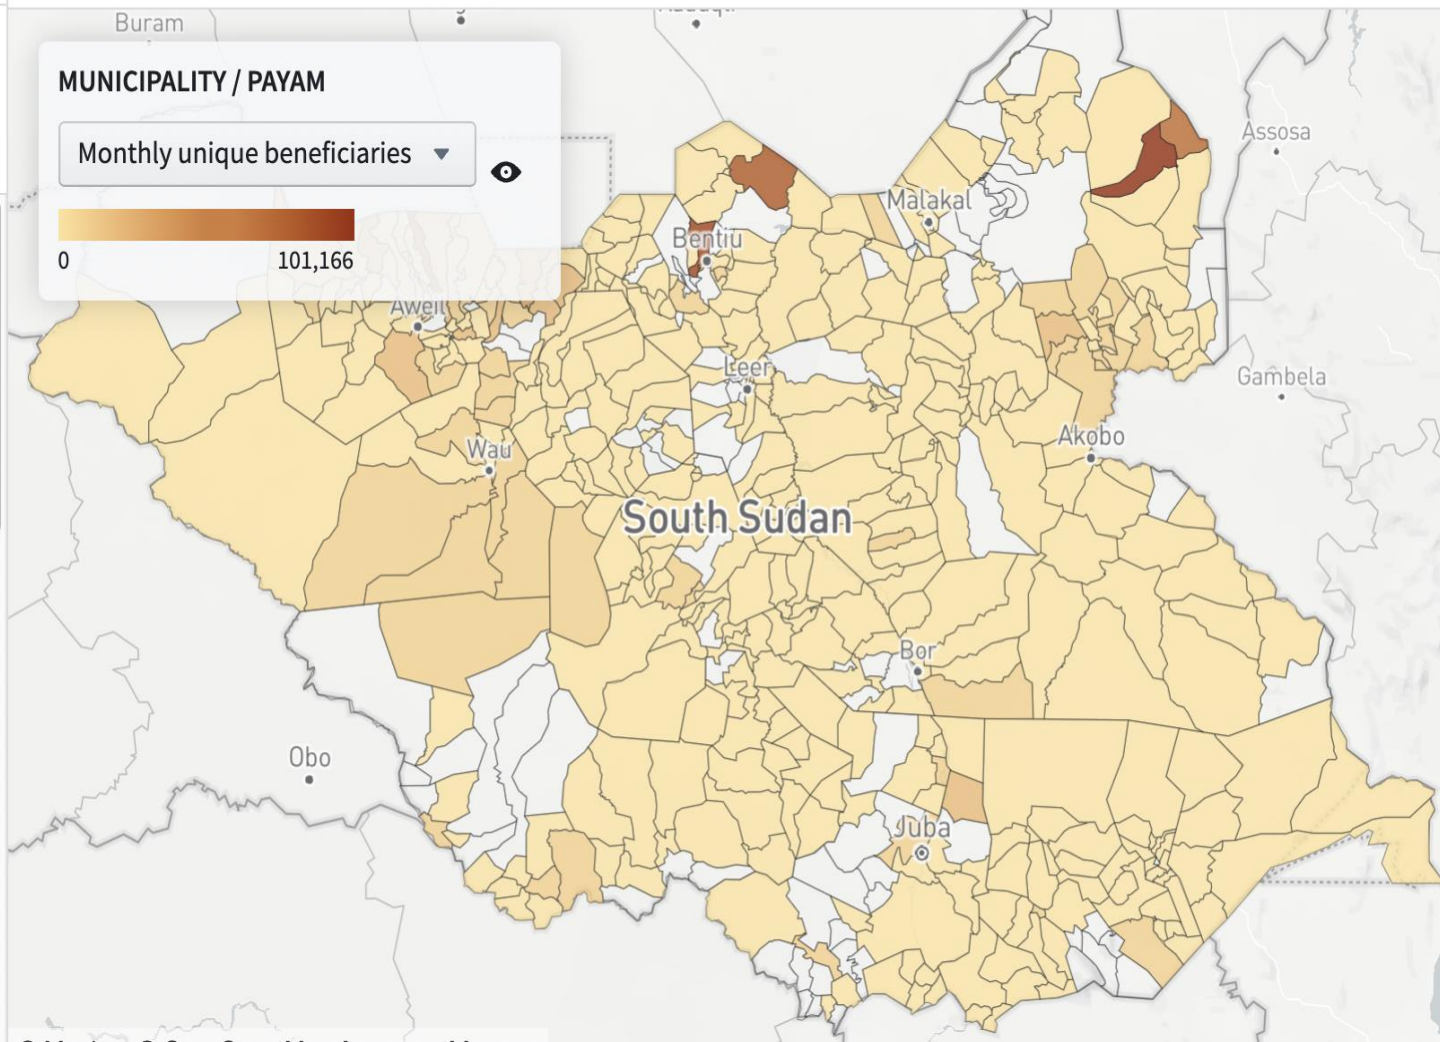 Buram
MUNICIPALITY / PAYAM
Monthly unique beneficiaries
0
101,166
Assosa
Malakal
Bentiu
Aweil
Leer
Gambela
Akobo
Wau
South Sudan
Bor
Obo
Juba